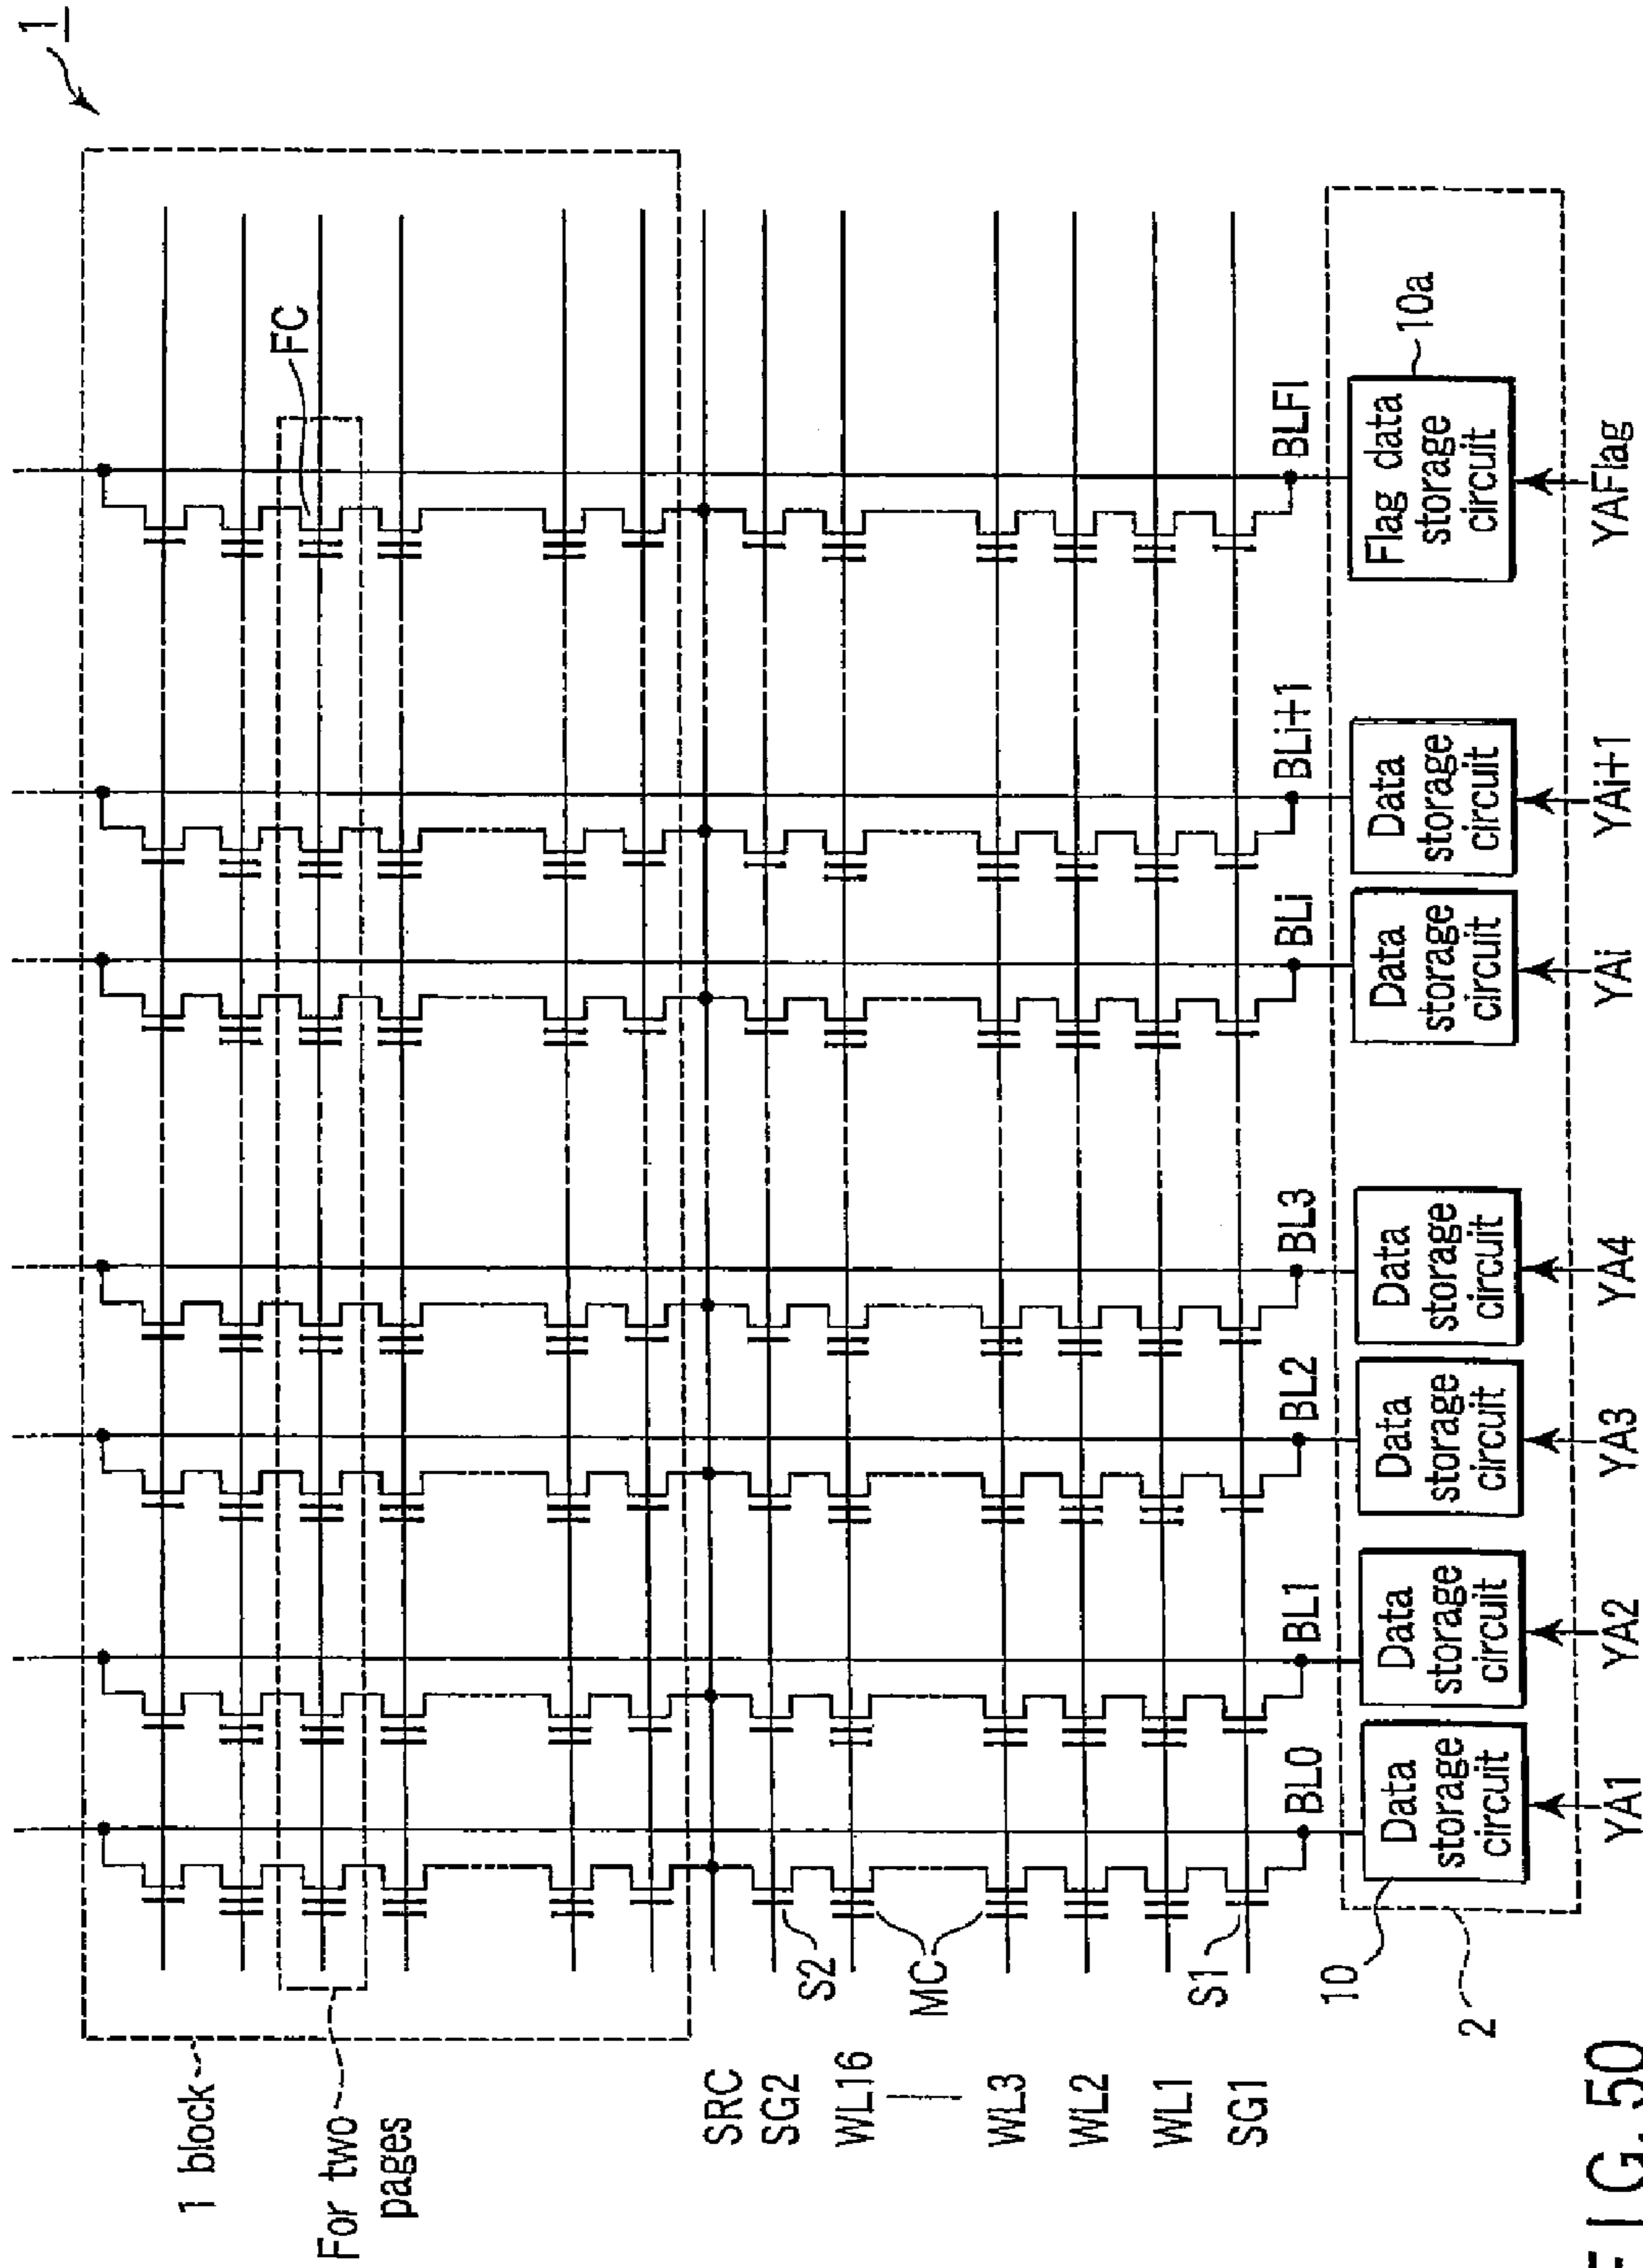 1
1 block
For two
pages
FC
SRC
SG2
WL16
WL3
WL2
WL1
SG1
S2
MC
S1
10
2
BL0
BL1
BL2
BL3
BLi
BLi+1
BLFl
Data
storage
circuit
Data
storage
circuit
Data
storage
circuit
Data
storage
circuit
Data
storage
circuit
Data
storage
circuit
Flag data
storage
circuit
10a
YA1
YA2
YA3
YA4
YAi
YAi+1
YAFlag
F I G. 50